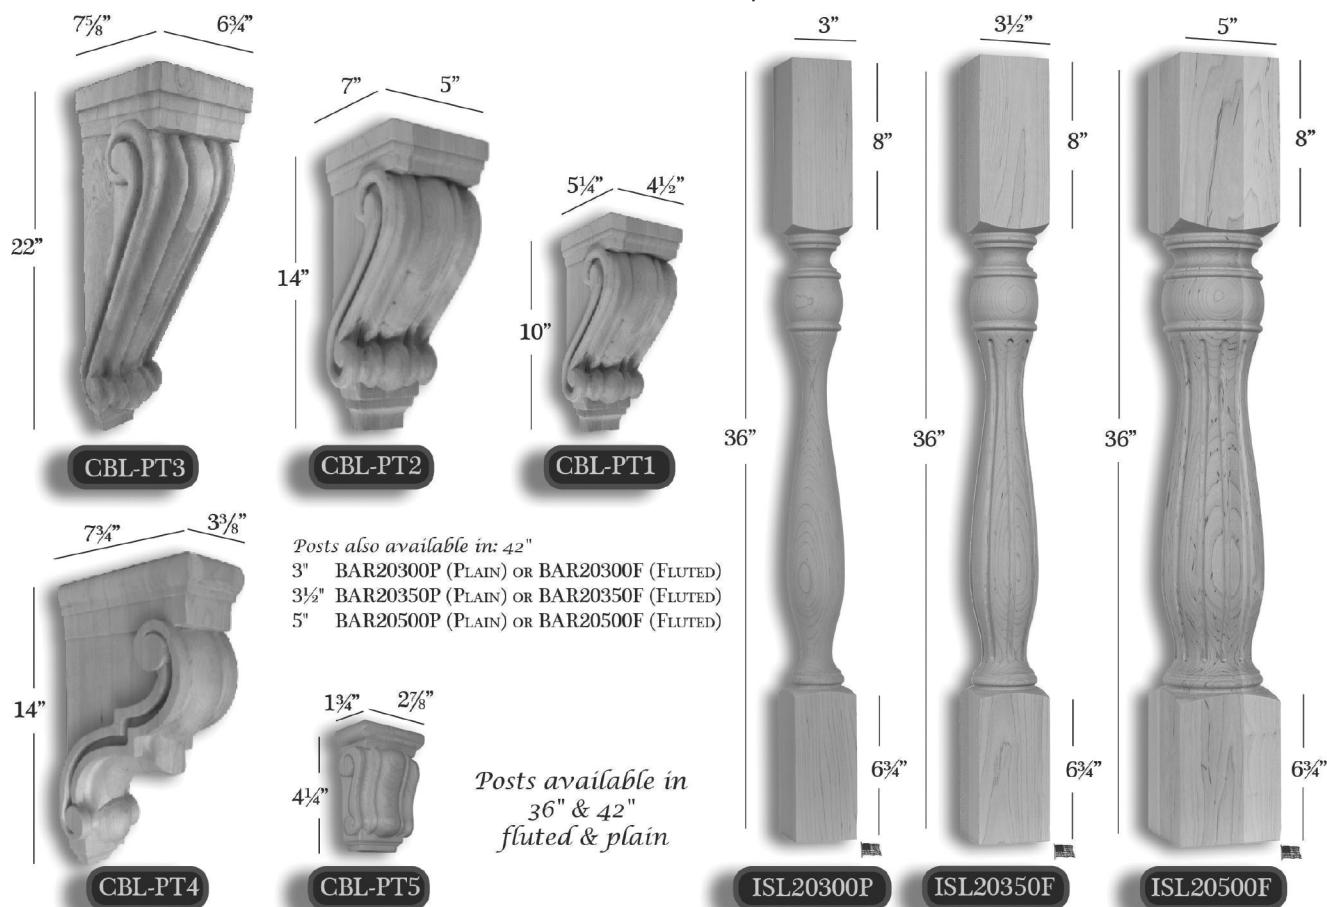 7⅝” 6¾”
22”
CBL-PT3
7” 5”
14”
CBL-PT2
5¼” 4½”
10”
CBL-PT1
3”
8”
36”
6¾”
ISL20300P
3½”
8”
36”
6¾”
ISL20350F
5”
8”
36”
6¾”
ISL20500F
7¾” 3⅜”
14”
CBL-PT4
Posts also available in: 42"
3" BAR20300P (Plain) or BAR20300F (Fluted)
3½" BAR20350P (Plain) or BAR20350F (Fluted)
5" BAR20500P (Plain) or BAR20500F (Fluted)
1¾” 2⅞”
4¼”
CBL-PT5
Posts available in
36" & 42"
fluted & plain